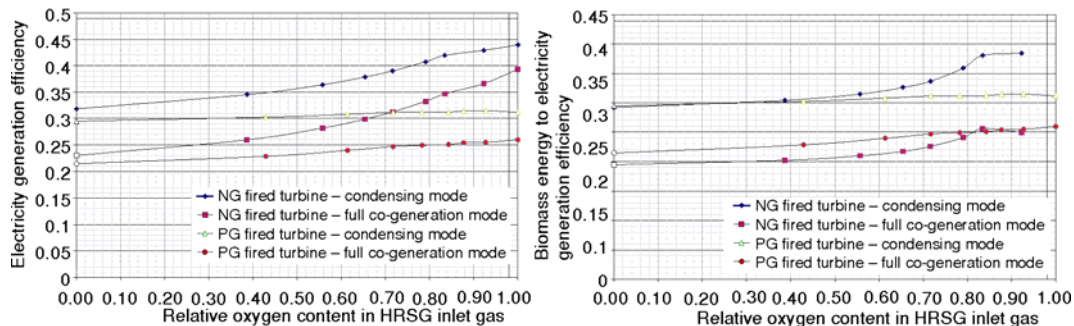 Electricity generation efficiency
0.5
0.45
0.4
0.35
0.3
0.25
0.2
0.15
0.1
0.05
0
NG fired turbine – condensing mode
NG fired turbine – full co-generation mode
PG fired turbine – condensing mode
PG fired turbine – full co-generation mode
0.00 0.10 0.20 0.30 0.40 0.50 0.60 0.70 0.80 0.90 1.00
Relative oxygen content in HRSG inlet gas
Biomass energy to electricity
generation efficiency
0.45
0.4
0.35
0.3
0.25
0.2
0.15
0.1
0.05
0
NG fired turbine – condensing mode
NG fired turbine – full co-generation mode
PG fired turbine – condensing mode
PG fired turbine – full co-generation mode
0.00 0.10 0.20 0.30 0.40 0.50 0.60 0.70 0.80 0.90 1.00
Relative oxygen content in HRSG inlet gas